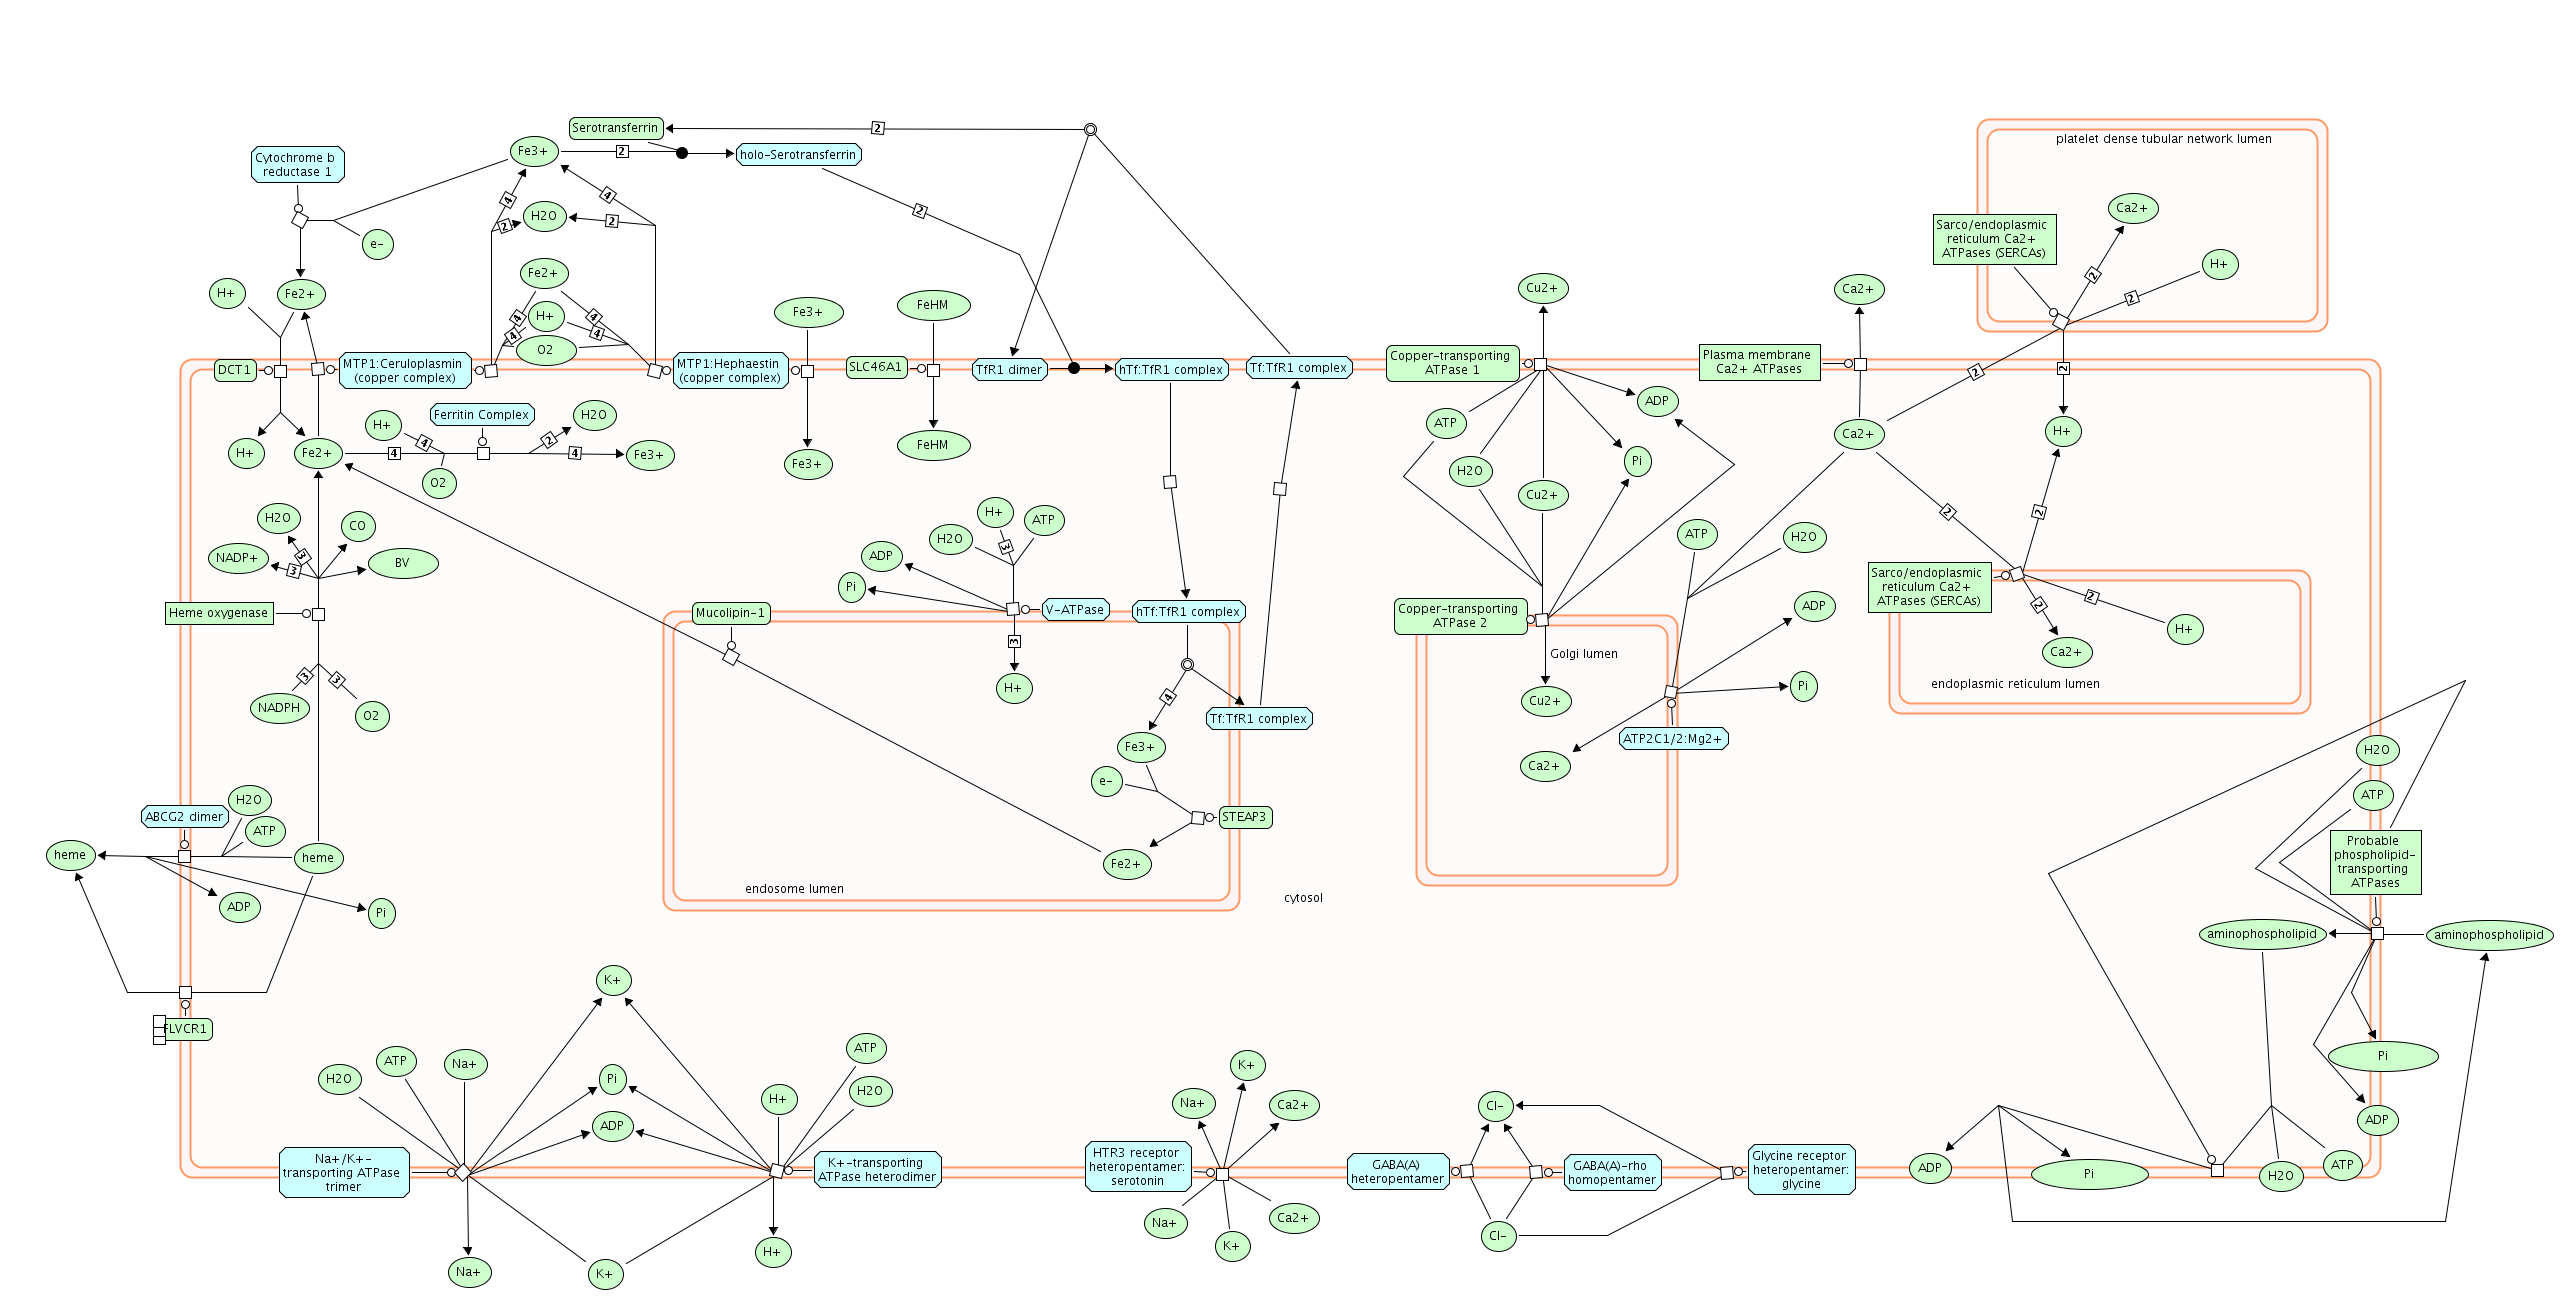 platelet dense tubular network lumen
Serotransferrin
2
Fe3+
2
holo-Serotransferrin
Cytochrome b
reductase 1
4
4
H2O
2
2
2
e-
Ca2+
Sarco/endoplasmic
reticulum Ca2+
ATPases (SERCAs)
H+
2
2
Fe2+
H+
Fe2+
4
4
H+
4
4
O2
Fe3+
FeHM
Cu2+
Ca2+
DCT1
MTP1:Ceruloplasmin
(copper complex)
MTP1:Hephaestin
(copper complex)
SLC46A1
TfR1 dimer
hTf:TfR1 complex
Tf:TfR1 complex
Copper-transporting
ATPase 1
Plasma membrane
Ca2+ ATPases
2
2
H+
Fe2+
H+
4
4
O2
Ferritin Complex
2
H2O
4
Fe3+
Fe3+
FeHM
ATP
ADP
H2O
Pi
Cu2+
Ca2+
H+
2
2
H2O
CO
NADP+
3
3
BV
Heme oxygenase
3
3
NADPH
O2
H+
3
ATP
H2O
ADP
Pi
Mucolipin-1
V-ATPase
hTf:TfR1 complex
3
H+
4
Tf:TfR1 complex
Fe3+
e-
STEAP3
Fe2+
endosome lumen
cytosol
ATP
H2O
Copper-transporting
ATPase 2
Golgi lumen
ADP
Pi
Cu2+
ATP2C1/2:Mg2+
Ca2+
Sarco/endoplasmic
reticulum Ca2+
ATPases (SERCAs)
2
2
H+
Ca2+
endoplasmic reticulum lumen
H2O
ATP
Probable
phospholipid-
transporting
ATPases
aminophospholipid
aminophospholipid
Pi
ADP
ABCG2 dimer
H2O
ATP
heme
heme
ADP
Pi
FLVCR1
K+
H2O
ATP
Na+
Pi
ADP
H+
ATP
H2O
Na+/K+-
transporting ATPase
trimer
K+-transporting
ATPase heterodimer
Na+
K+
H+
K+
Na+
Ca2+
HTR3 receptor
heteropentamer:
serotonin
Na+
K+
Ca2+
Cl-
GABA(A)
heteropentamer
GABA(A)-rho
homopentamer
Glycine receptor
heteropentamer:
glycine
Cl-
ADP
Pi
H2O
ATP